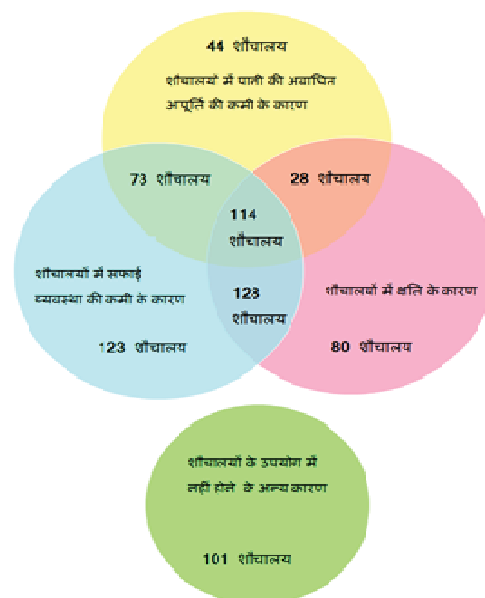 44 शौचालय
शौचालयों में पानी की अबाधित
आपूर्ति की कमी के कारण
73 शौचालय
28 शौचालय
114
शौचालय
शौचालयों में सफाई
व्यवस्था की कमी के कारण
123 शौचालय
123
शौचालय
शौचालयों में क्षति के कारण
80 शौचालय
शौचालयों के उपयोग में
नहीं होने के अन्य कारण
101 शौचालय